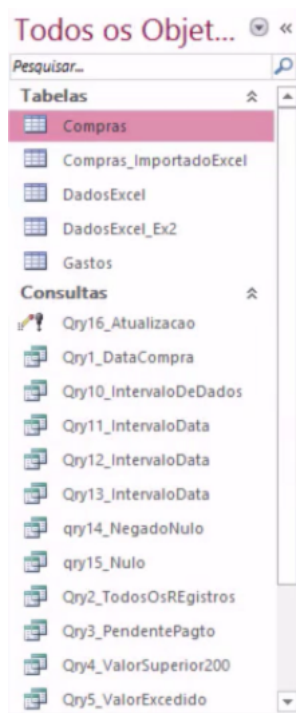 Todos os Objet...
Pesquisar...
Tabelas
Compras
Compras_ImportadoExcel
DadosExcel
DadosExcel_Ex2
Gastos
Consultas
Qry16_Atualizacao
Qry1_DataCompra
Qry10_IntervaloDeDados
Qry11_IntervaloData
Qry12_IntervaloData
Qry13_IntervaloData
qry14_NegadoNulo
qry15_Nulo
Qry2_TodosOsREgistros
Qry3_PendentePagto
Qry4_ValorSuperior200
Qry5_ValorExcedido